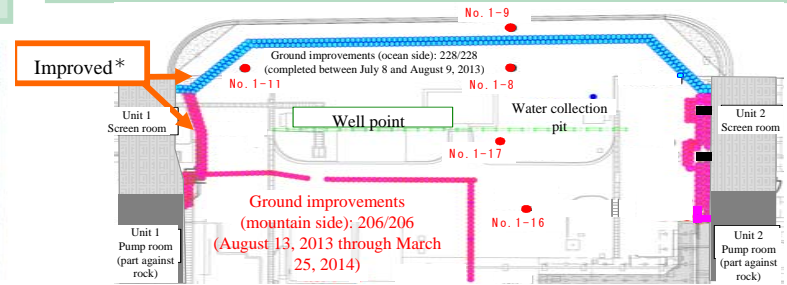 No.1-9
Ground improvements (ocean side): 228/228
(completed between July 8 and August 9, 2013)
Improved*
No.1-11
No.1-8
Unit 1
Screen room
Well point
Water collection
pit
Unit 2
Screen room
No.1-17
Ground improvements
(mountain side): 206/206
(August 13, 2013 through March
25, 2014)
No.1-16
Unit 1
Pump room
(part against
rock)
Unit 2
Pump room
(part against
rock)